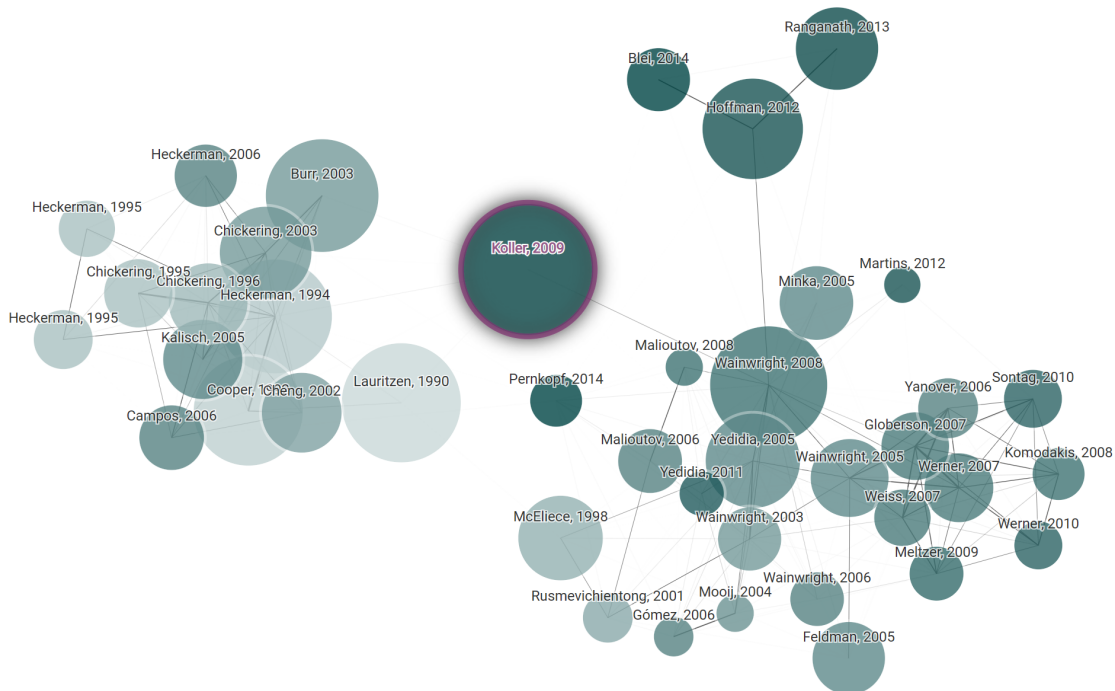 Ranganath, 2013
Blei, 2014
Hoffman, 2012
Heckerman, 2006
Burr, 2003
Heckerman, 1995
Chickering, 2003
Koller, 2009
Martins, 2012
Chickering, 1995
Chickering, 1996
Minka, 2005
Heckerman, 1994
Heckerman, 1995
Kalisch, 2005
Malioutov, 2008
Wainwright, 2008
Pernkopf, 2014
Lauritzen, 1990
Sontag, 2010
Cooper,
Cheng, 2002
Yanover, 2006
Campos, 2006
Globerson, 2007
Malioutov, 2006
Yedidia, 2005
Komodakis, 2008
Wainwright, 2005
Werner, 2007
Yedidia, 2011
Weiss, 2007
McEliece, 1998
Wainwright, 2003
Werner, 2010
Meltzer, 2009
Wainwright, 2006
Rusmevichientong, 2001
Mooij, 2004
Gómez, 2006
Feldman, 2005